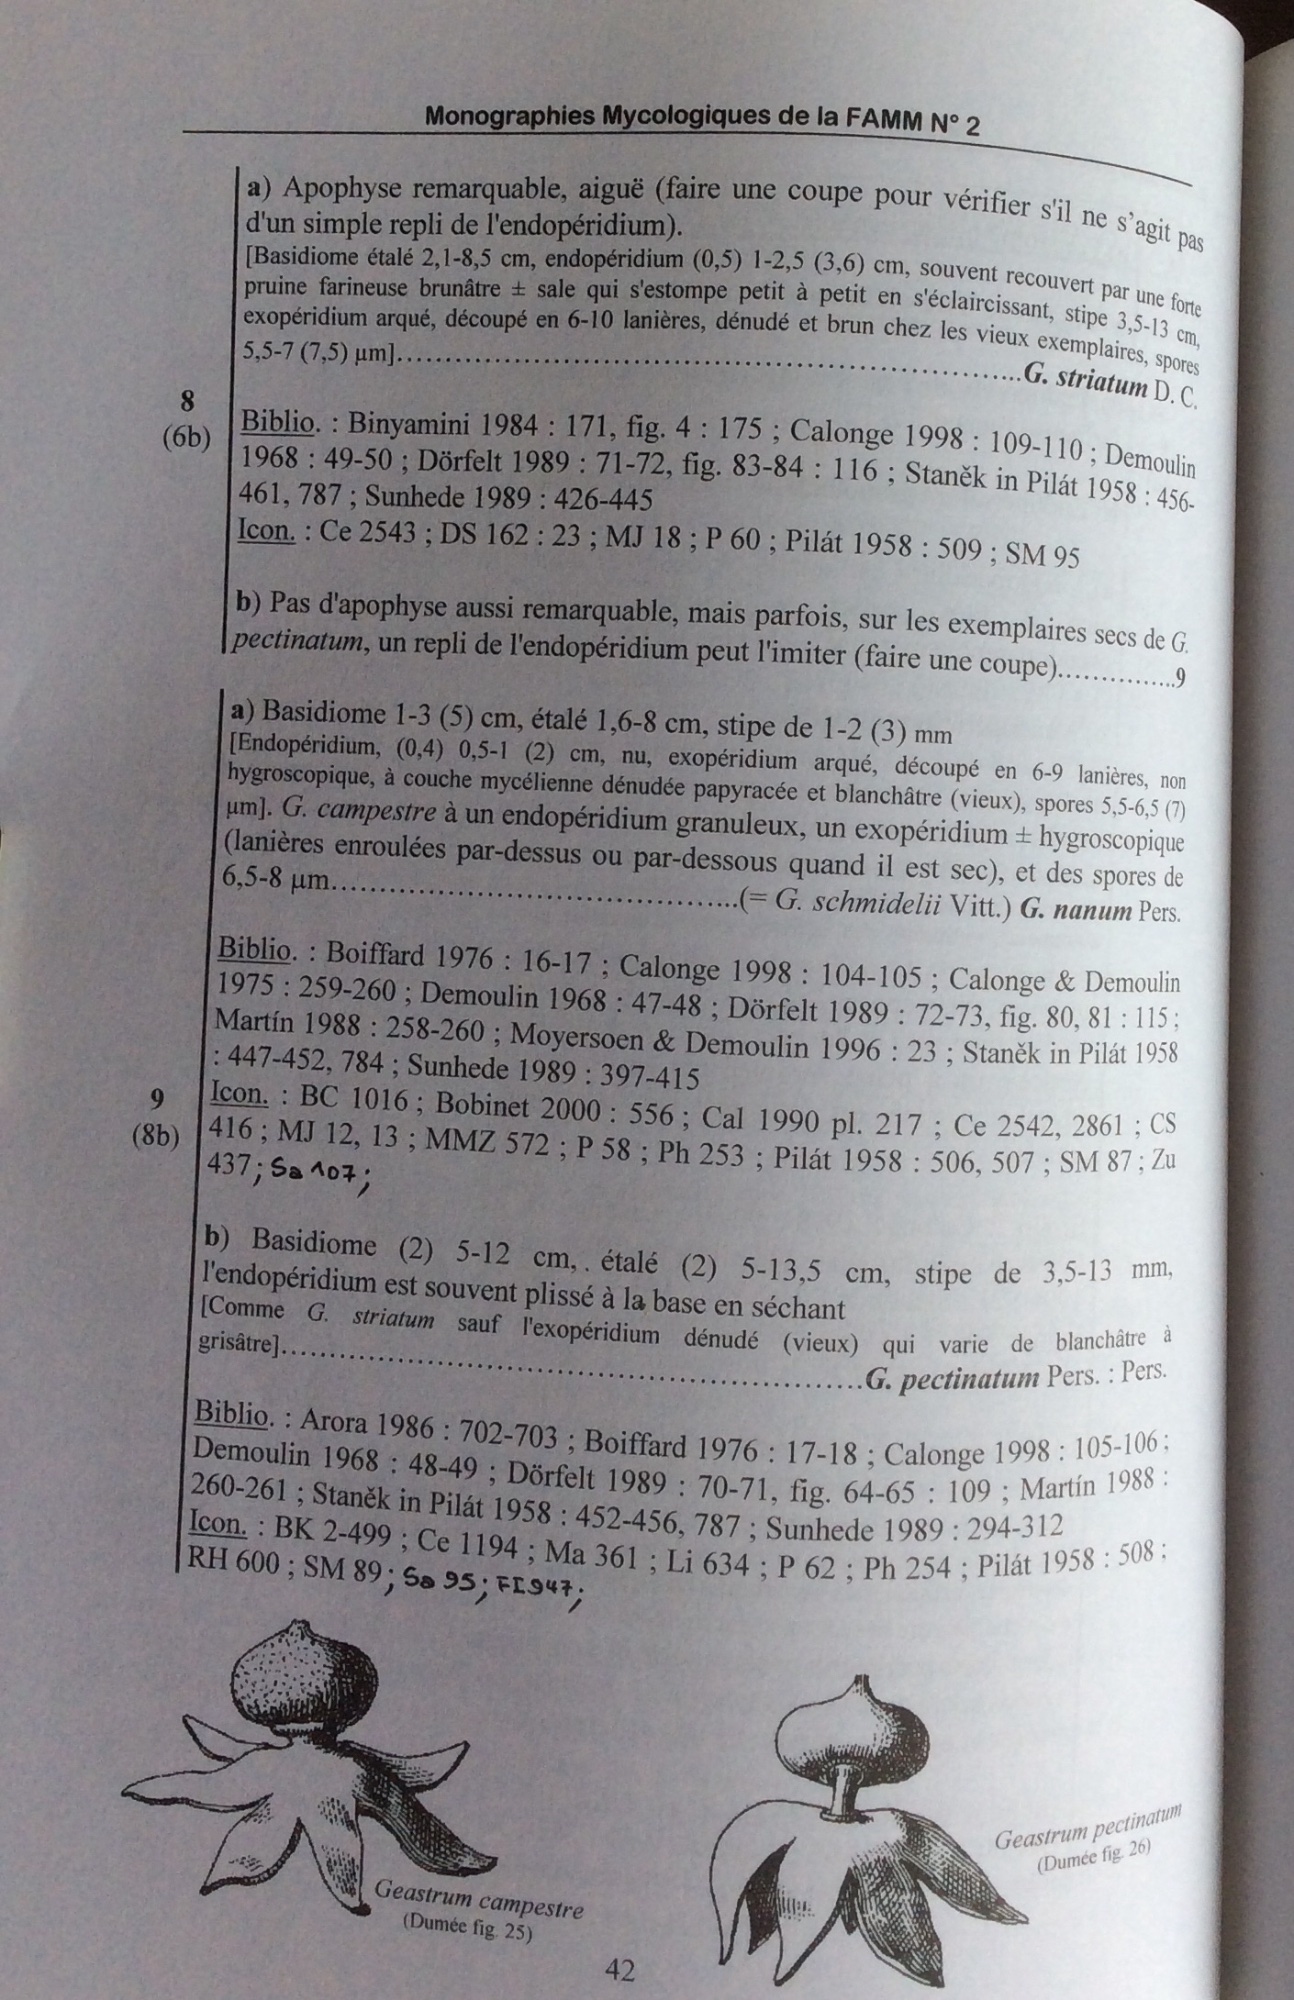 Monographies Mycologiques de la FAMM N° 2
a) Apophyse remarquable, aiguë (faire une coupe pour vérifier s'il ne s’agit pas
d'un simple repli de l'endopéridium).
[Basidiome étalé 2,1-8,5 cm, endopéridium (0,5) 1-2,5 (3,6) cm, souvent recouvert par une forte
pruine farineuse brunâtre ± sale qui s'estompe petit à petit en s'éclaircissant, stipe 3,5-13 cm,
exopéridium arqué, découpé en 6-10 lanières, dénudé et brun chez les vieux exemplaires, spores
5,5-7 (7,5) µm]..........G. striatum D. C.
8
(6b)
Biblio. : Binyamini 1984 : 171, fig. 4 : 175 ; Calonge 1998 : 109-110 ; Demoulin
1968 : 49-50 ; Dörfelt 1989 : 71-72, fig. 83-84 : 116 ; Staněk in Pilát 1958 : 456-
461, 787 ; Sunhede 1989 : 426-445
Icon. : Ce 2543 ; DS 162 : 23 ; MJ 18 ; P 60 ; Pilát 1958 : 509 ; SM 95
b) Pas d'apophyse aussi remarquable, mais parfois, sur les exemplaires secs de G.
pectinatum, un repli de l'endopéridium peut l'imiter (faire une coupe)...............9
a) Basidiome 1-3 (5) cm, étalé 1,6-8 cm, stipe de 1-2 (3) mm
[Endopéridium, (0,4) 0,5-1 (2) cm, nu, exopéridium arqué, découpé en 6-9 lanières, non
hygroscopique, à couche mycélienne dénudée papyracée et blanchâtre (vieux), spores 5,5-6,5 (7)
µm]. G. campestre à un endopéridium granuleux, un exopéridium ± hygroscopique
(lanières enroulées par-dessus ou par-dessous quand il est sec), et des spores de
6,5-8 µm..........(= G. schmidelii Vitt.) G. nanum Pers.
Biblio. : Boiffard 1976 : 16-17 ; Calonge 1998 : 104-105 ; Calonge & Demoulin
1975 : 259-260 ; Demoulin 1968 : 47-48 ; Dörfelt 1989 : 72-73, fig. 80, 81 : 115 ;
Martín 1988 : 258-260 ; Moyersoen & Demoulin 1996 : 23 ; Staněk in Pilát 1958
: 447-452, 784 ; Sunhede 1989 : 397-415
9
(8b)
Icon. : BC 1016 ; Bobinet 2000 : 556 ; Cal 1990 pl. 217 ; Ce 2542, 2861 ; CS
416 ; MJ 12, 13 ; MMZ 572 ; P 58 ; Ph 253 ; Pilát 1958 : 506, 507 ; SM 87 ; Zu
437 ; Sa 107 ;
b) Basidiome (2) 5-12 cm, . étalé (2) 5-13,5 cm, stipe de 3,5-13 mm,
l'endopéridium est souvent plissé à la base en séchant
[Comme G. striatum sauf l'exopéridium dénudé (vieux) qui varie de blanchâtre à
grisâtre]..........G. pectinatum Pers. : Pers.
Biblio. : Arora 1986 : 702-703 ; Boiffard 1976 : 17-18 ; Calonge 1998 : 105-106 ;
Demoulin 1968 : 48-49 ; Dörfelt 1989 : 70-71, fig. 64-65 : 109 ; Martín 1988 :
260-261 ; Staněk in Pilát 1958 : 452-456, 787 ; Sunhede 1989 : 294-312
Icon. : BK 2-499 ; Ce 1194 ; Ma 361 ; Li 634 ; P 62 ; Ph 254 ; Pilát 1958 : 508 ;
RH 600 ; SM 89 ; Sa 95 ; FE947 ;
Geastrum campestre
(Dumée fig. 25)
Geastrum pectinatum
(Dumée fig. 26)
42